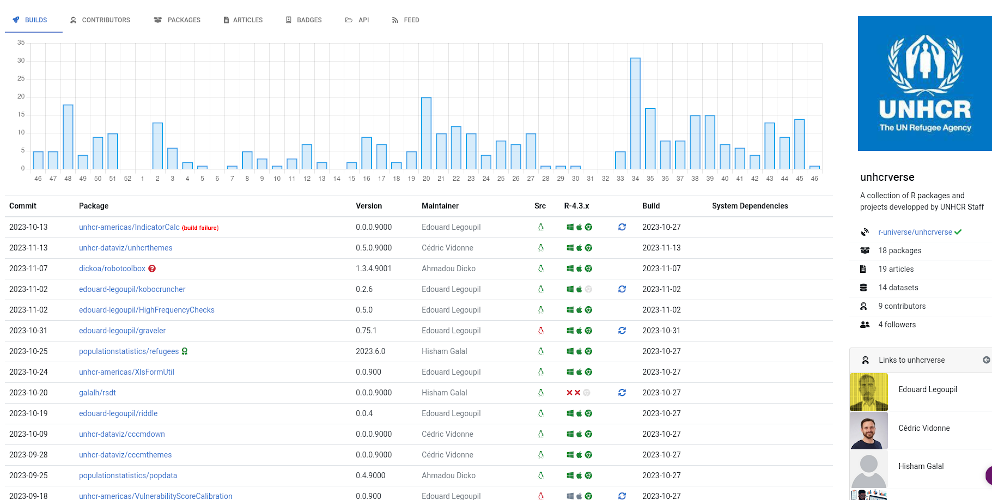 BUILDS CONTRIBUTORS PACKAGES ARTICLES BADGES API FEED
35
30
25
20
15
10
5
0
46 47 48 49 50 51 52 1 2 3 4 5 6 7 8 9 10 11 12 13 14 15 16 17 18 19 20 21 22 23 24 25 26 27 28 29 30 31 32 33 34 35 36 37 38 39 40 41 42 43 44 45 46
Commit Package Version Maintainer Src R-4.3.x Build System Dependencies
2023-10-13 unhcr-americas/IndicatorCalc (build failure) 0.0.0.9000 Edouard Legoupil 2023-10-27
2023-11-13 unhcr-dataviz/unhcrthemes 0.5.0.9000 Cédric Vidonne 2023-11-13
2023-11-07 dickoa/robotoolbox 1.3.4.9001 Ahmadou Dicko 2023-11-07
2023-11-02 edouard-legoupil/kobocruncher 0.2.6 Edouard Legoupil 2023-11-02
2023-11-02 edouard-legoupil/HighFrequencyChecks 0.5.0 Edouard Legoupil 2023-11-02
2023-10-31 edouard-legoupil/graveler 0.75.1 Edouard Legoupil 2023-10-31
2023-10-25 populationstatistics/refugees 2023.6.0 Hisham Galal 2023-10-27
2023-10-24 unhcr-americas/XlsFormUtil 0.0.900 Edouard Legoupil 2023-10-27
2023-10-20 galalh/rsdt 0.0.0.9000 Hisham Galal 2023-10-27
2023-10-19 edouard-legoupil/riddle 0.0.4 Edouard Legoupil 2023-10-27
2023-10-09 unhcr-dataviz/cccmdown 0.0.0.9000 Cédric Vidonne 2023-10-27
2023-09-28 unhcr-dataviz/cccmthemes 0.0.0.9000 Cédric Vidonne 2023-10-27
2023-09-25 populationstatistics/popdata 0.4.9000 Ahmadou Dicko 2023-10-27
2023-09-18 unhcr-americas/VulnerabilityScoreCalibration 0.0.900 Edouard Legoupil 2023-10-27
UNHCR
The UN Refugee Agency
unhcrverse
A collection of R packages and
projects developped by UNHCR Staff
r-universe/unhcrverse
18 packages
19 articles
14 datasets
9 contributors
4 followers
Links to unhcrverse
Edouard Legoupil
Cédric Vidonne
Hisham Galal